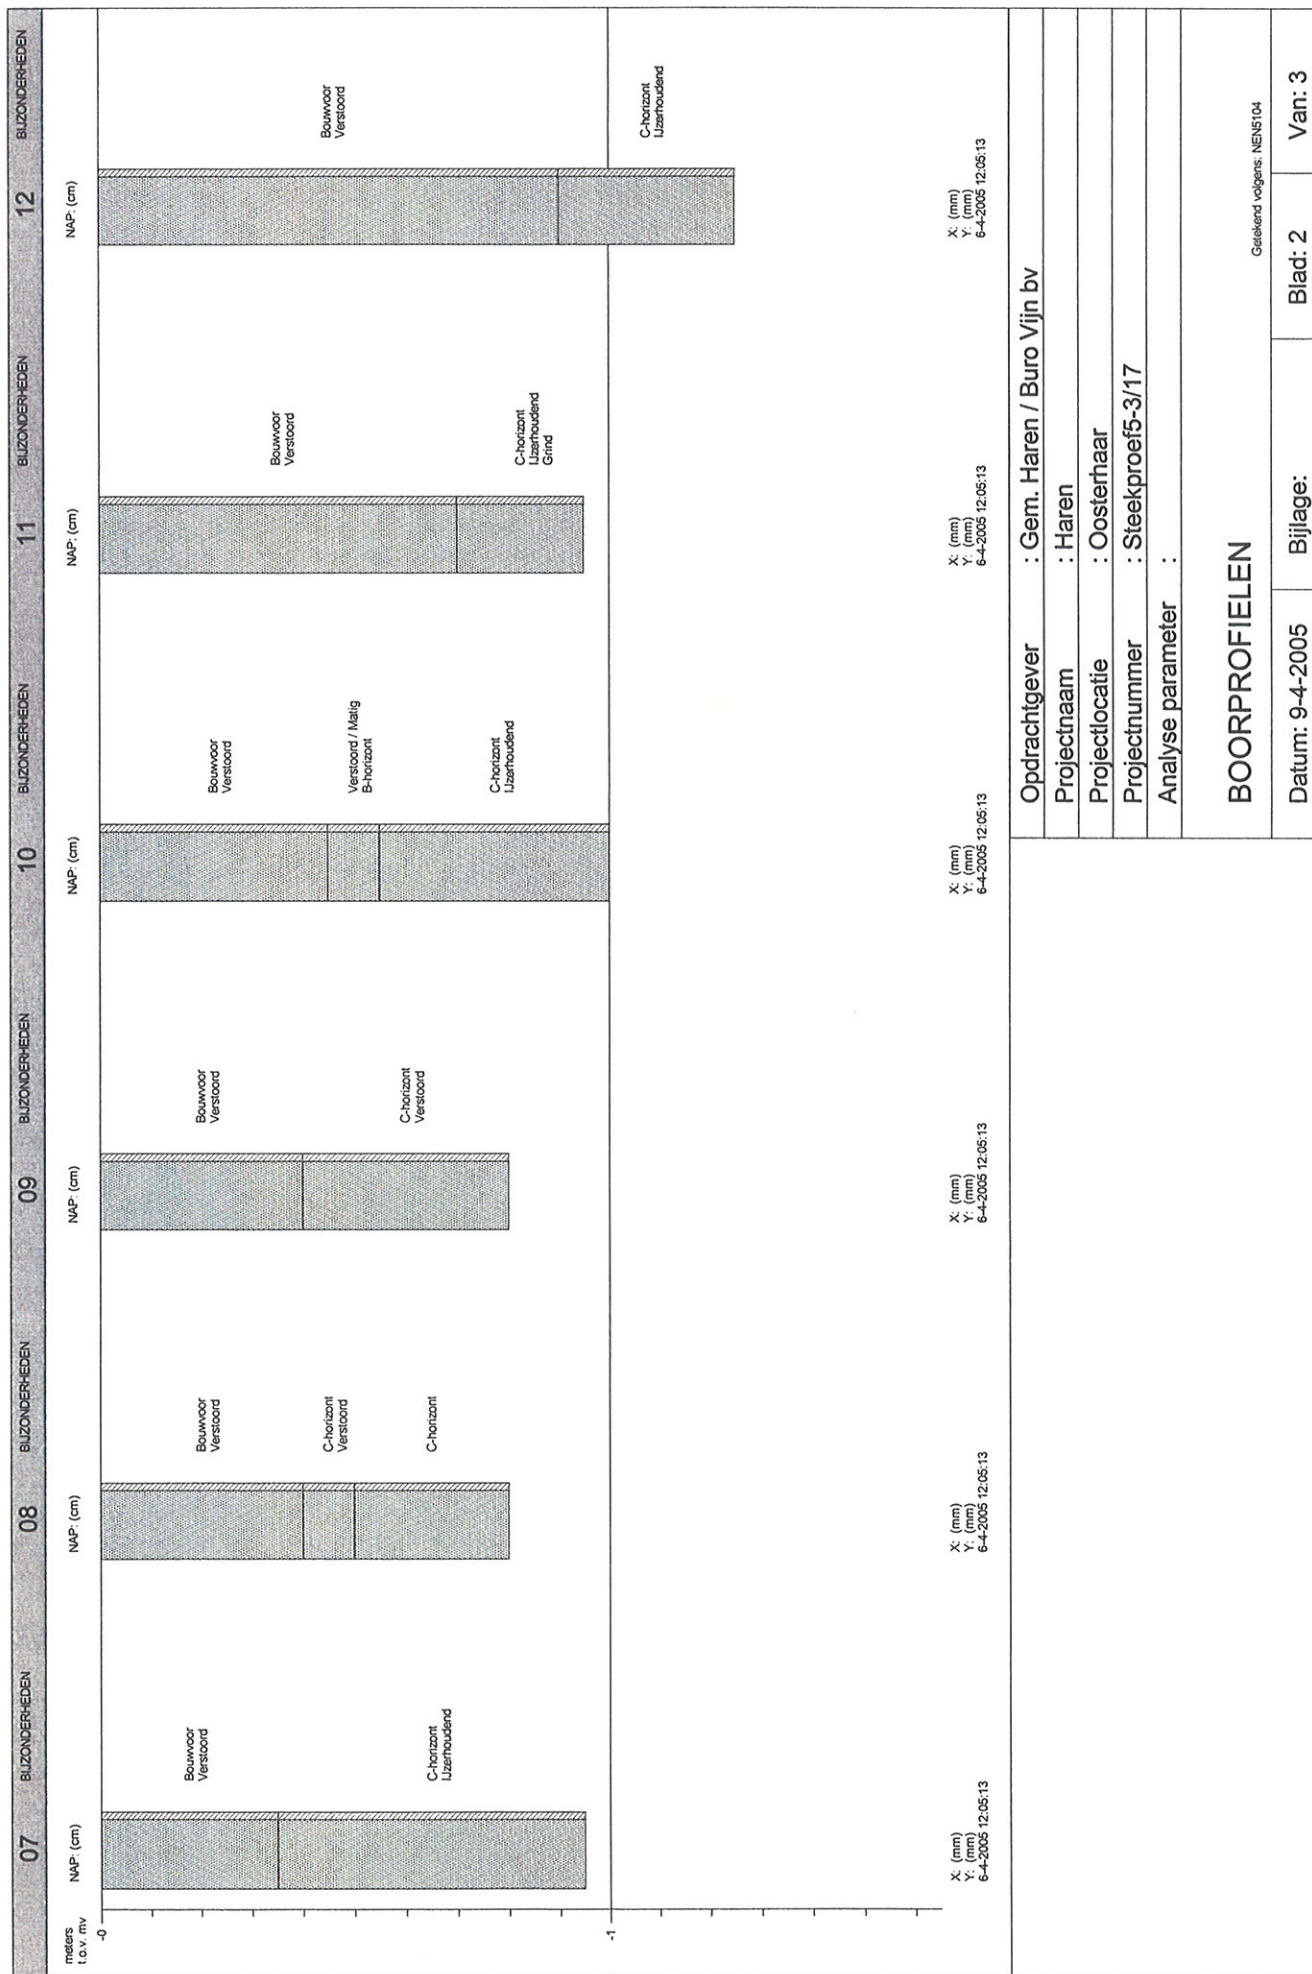 07 BIJZONDERHEDEN 08 BIJZONDERHEDEN 09 BIJZONDERHEDEN 10 BIJZONDERHEDEN 11 BIJZONDERHEDEN 12 BIJZONDERHEDEN
meters
t.o.v. mv
-0
-1
NAP: (cm)
Bouwvoor
Verstoord
C-horizont
IJzerhoudend
X: (mm)
Y: (mm)
6-4-2005 12:05:13
NAP: (cm)
Bouwvoor
Verstoord
C-horizont
Verstoord
C-horizont
X: (mm)
Y: (mm)
6-4-2005 12:05:13
NAP: (cm)
Bouwvoor
Verstoord
C-horizont
Verstoord
X: (mm)
Y: (mm)
6-4-2005 12:05:13
NAP: (cm)
Bouwvoor
Verstoord
Verstoord / Matig
B-horizont
C-horizont
IJzerhoudend
X: (mm)
Y: (mm)
6-4-2005 12:05:13
NAP: (cm)
Bouwvoor
Verstoord
C-horizont
IJzerhoudend
Grind
X: (mm)
Y: (mm)
6-4-2005 12:05:13
NAP: (cm)
Bouwvoor
Verstoord
C-horizont
IJzerhoudend
X: (mm)
Y: (mm)
6-4-2005 12:05:13
Opdrachtgever : Gem. Haren / Buro Vijn bv
Projectnaam : Haren
Projectlocatie : Oosterhaar
Projectnummer : Steekproef5-3/17
Analyse parameter :
BOORPROFIELEN
Getekend volgens: NEN5104
Datum: 9-4-2005 Bijlage: Blad: 2 Van: 3